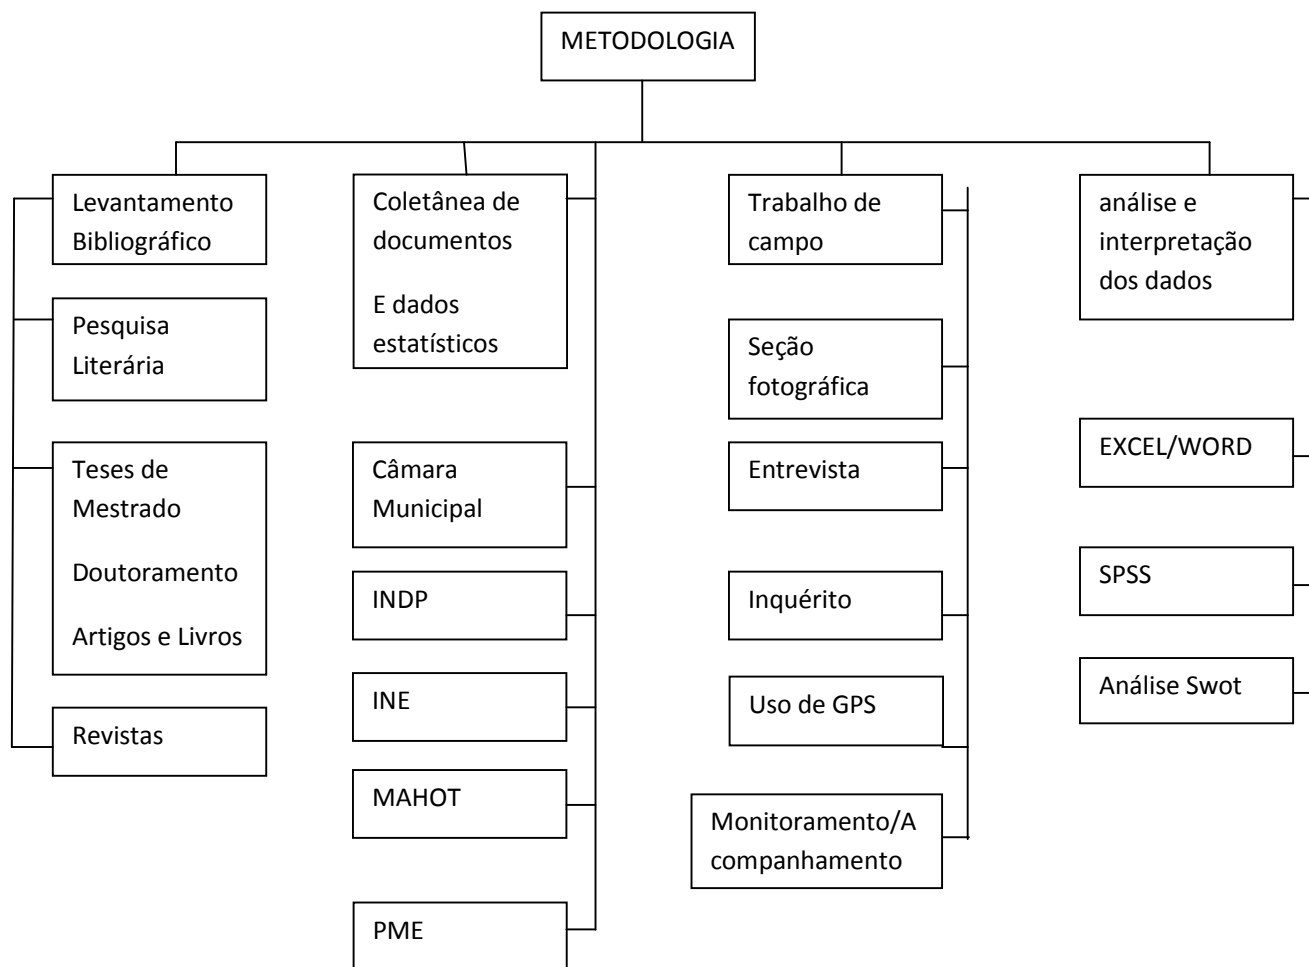 METODOLOGIA
Levantamento
Bibliográfico
Pesquisa
Literária
Teses de
Mestrado
Doutoramento
Artigos e Livros
Revistas
Coletânea de
documentos
E dados
estatísticos
Câmara
Municipal
INDP
INE
MAHOT
PME
Trabalho de
campo
Seção
fotográfica
Entrevista
Inquérito
Uso de GPS
Monitoramento/A
companhamento
análise e
interpretação
dos dados
EXCEL/WORD
SPSS
Análise Swot